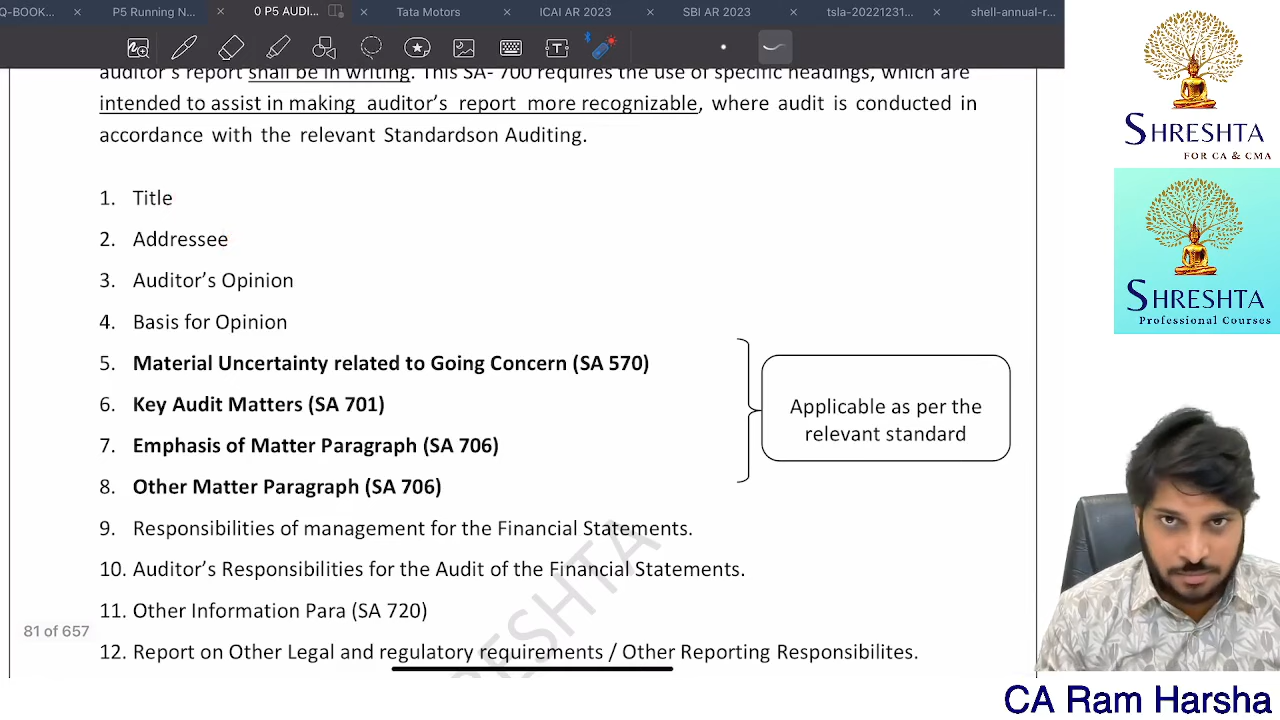 Q-BOOK...
P5 Running N...
0 P5 AUDI...
Tata Motors
ICAI AR 2023
SBI AR 2023
tsla-20221231...
shell-annual-r...
auditor's report shall be in writing. This SA- 700 requires the use of specific headings, which are
intended to assist in making auditor's report more recognizable, where audit is conducted in
accordance with the relevant Standardson Auditing.
1. Title
2. Addressee
3. Auditor's Opinion
4. Basis for Opinion
5. Material Uncertainty related to Going Concern (SA 570)
6. Key Audit Matters (SA 701)
7. Emphasis of Matter Paragraph (SA 706)
8. Other Matter Paragraph (SA 706)
Applicable as per the
relevant standard
9. Responsibilities of management for the Financial Statements.
10. Auditor's Responsibilities for the Audit of the Financial Statements.
11. Other Information Para (SA 720)
12. Report on Other Legal and regulatory requirements / Other Reporting Responsibilites.
81 of 657
SHRESHTA
FOR CA & CMA
SHRESHTA
Professional Courses
CA Ram Harsha